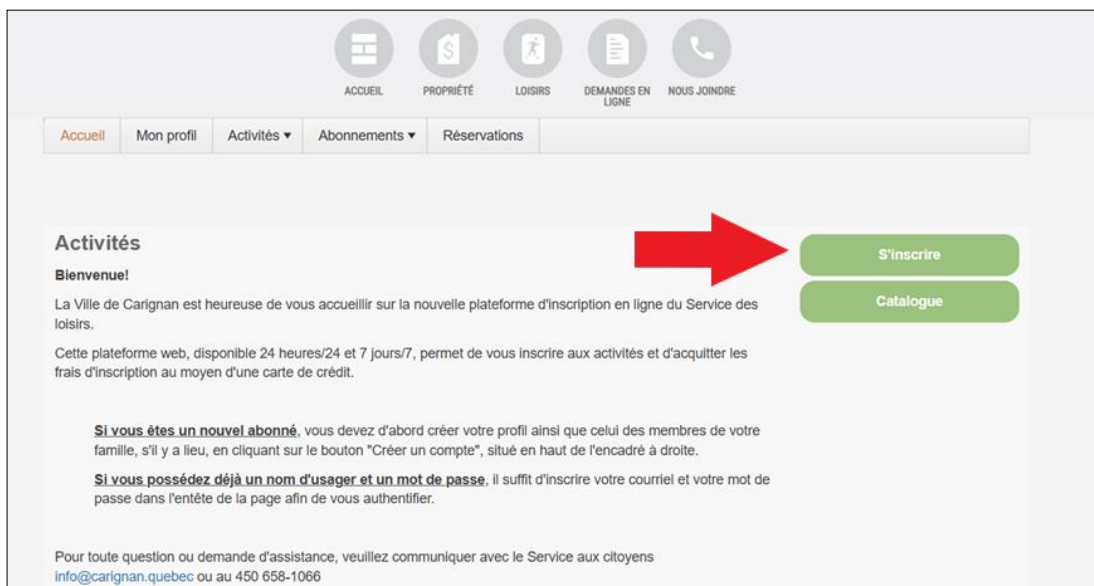 ACCUEIL
PROPRIÉTÉ
LOISIRS
DEMANDES EN
LIGNE
NOUS JOINDRE
Accueil
Mon profil
Activités ▾
Abonnements ▾
Réservations
Activités
Bienvenue!
La Ville de Carignan est heureuse de vous accueillir sur la nouvelle plateforme d'inscription en ligne du Service des
loisirs.
Cette plateforme web, disponible 24 heures/24 et 7 jours/7, permet de vous inscrire aux activités et d'acquitter les
frais d'inscription au moyen d'une carte de crédit.
Si vous êtes un nouvel abonné, vous devez d'abord créer votre profil ainsi que celui des membres de votre
famille, s'il y a lieu, en cliquant sur le bouton "Créer un compte", situé en haut de l'encadré à droite.
Si vous possédez déjà un nom d'usager et un mot de passe, il suffit d'inscrire votre courriel et votre mot de
passe dans l'entête de la page afin de vous authentifier.
Pour toute question ou demande d'assistance, veuillez communiquer avec le Service aux citoyens
info@carignan.quebec ou au 450 658-1066
S'inscrire
Catalogue